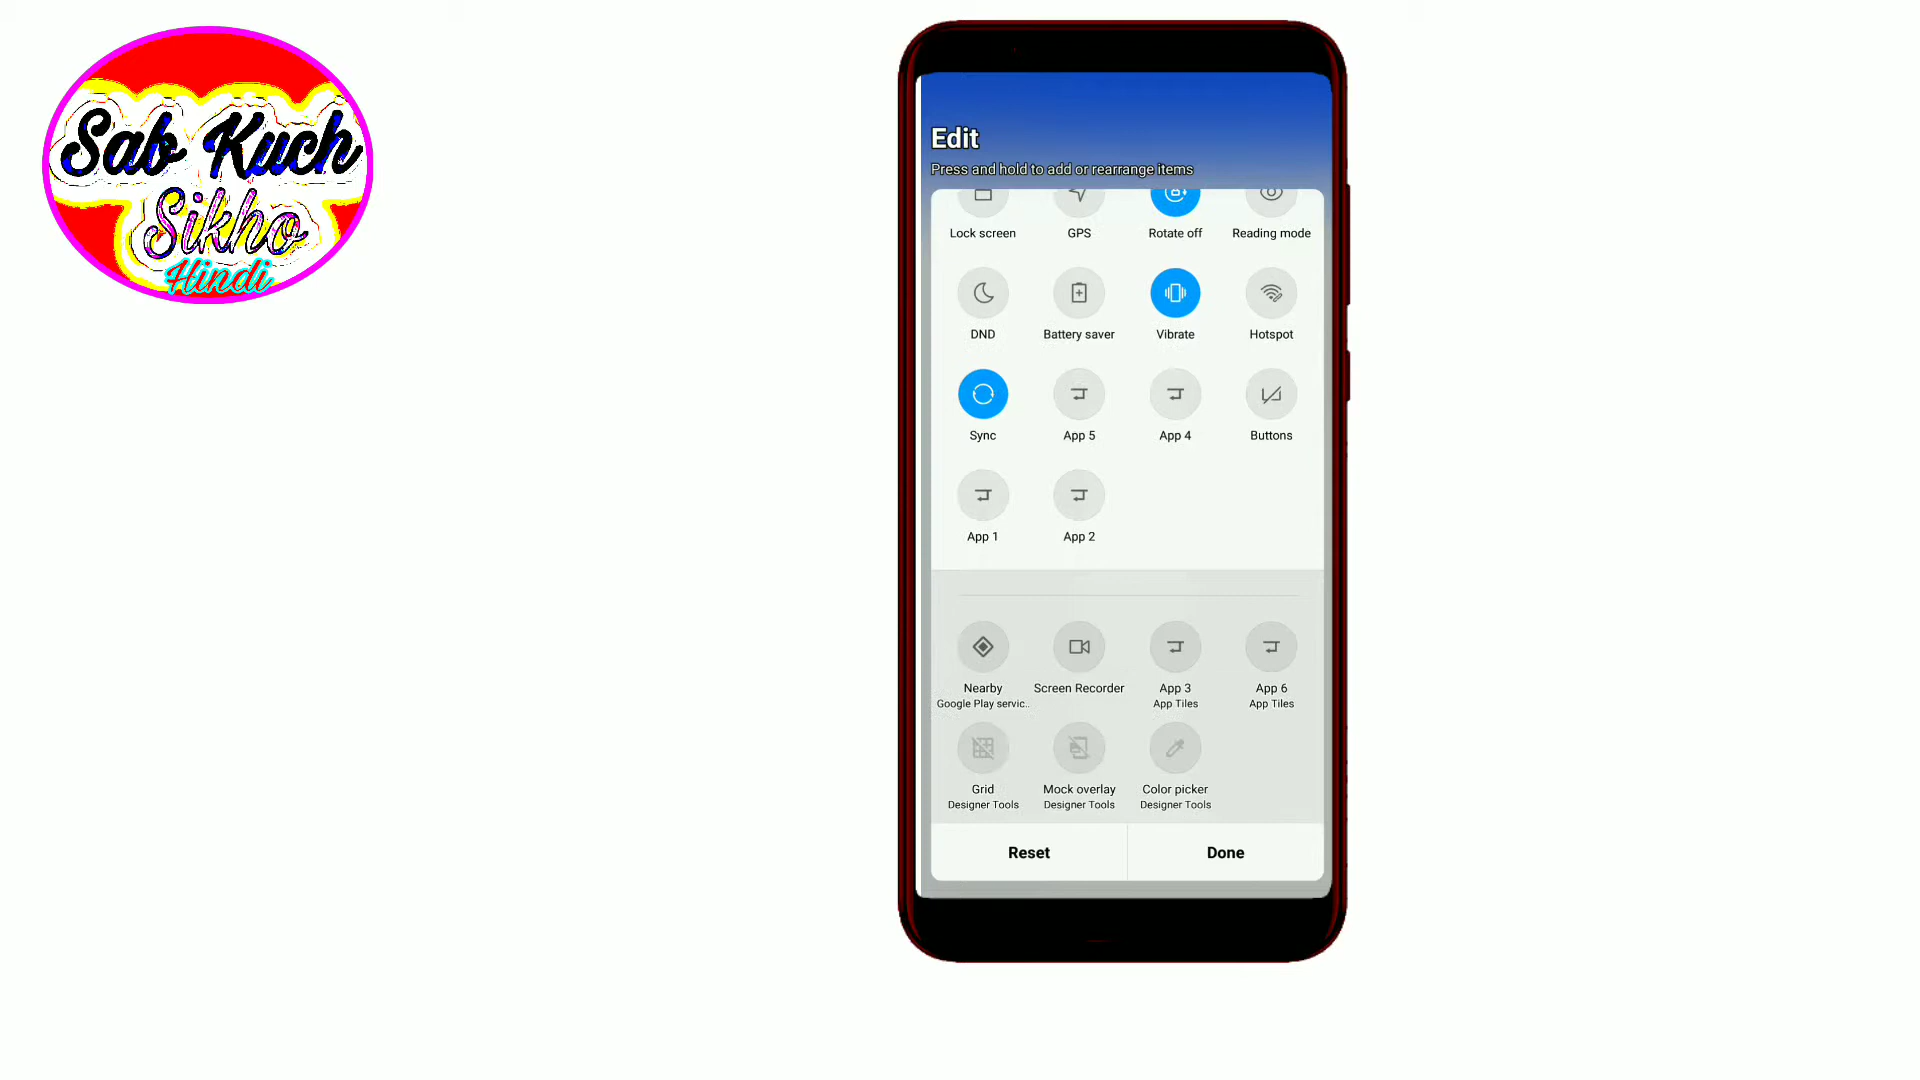 Sab Kuch
Sikho
Hindi
Edit
Press and hold to add or rearrange items
Lock screen GPS Rotate off Reading mode
DND Battery saver Vibrate Hotspot
Sync App 5 App 4 Buttons
App 1 App 2
Nearby Screen Recorder App 3 App 6
Google Play servic.. App Tiles App Tiles
Grid Mock overlay Color picker
Designer Tools Designer Tools Designer Tools
Reset Done